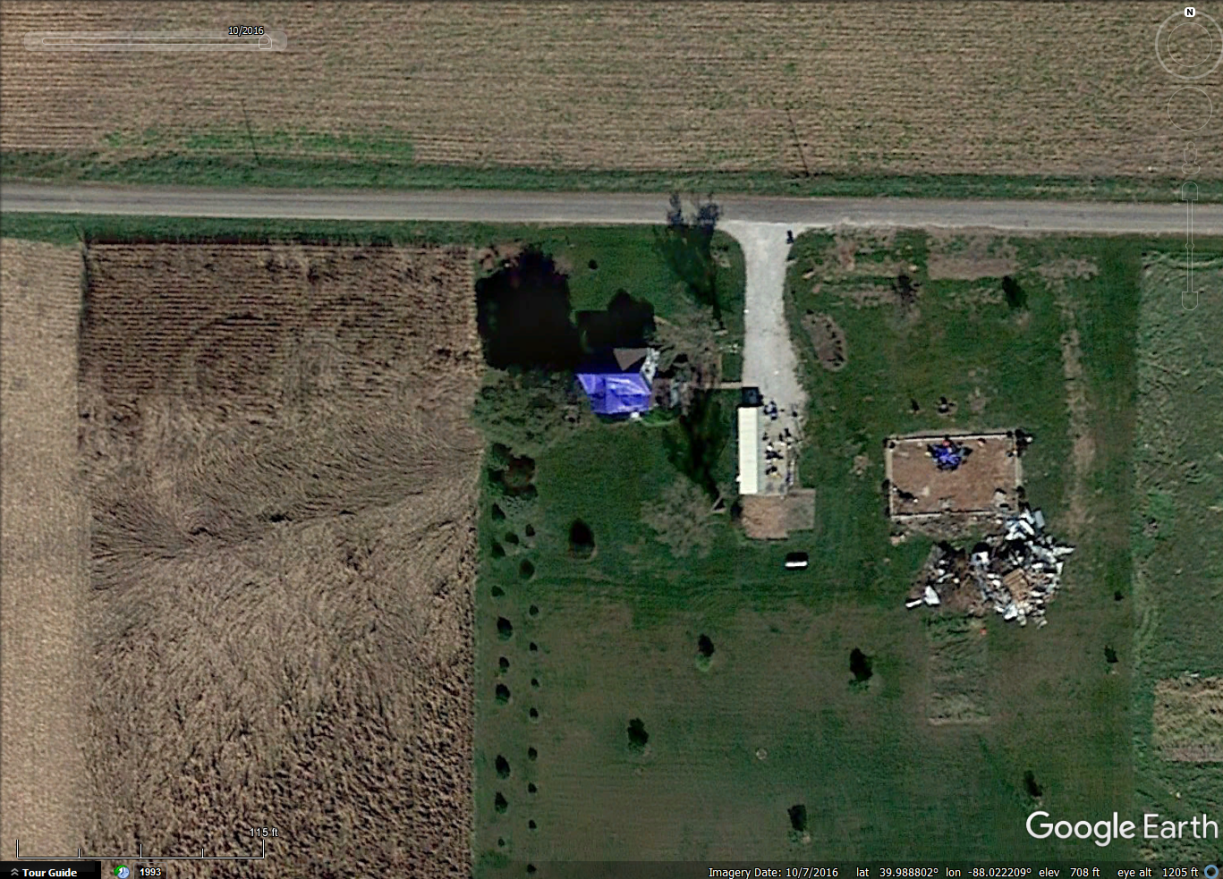 N
10/2016
115 ft
Google Earth
Tour Guide
1993
Imagery Date: 10/7/2016 lat 39.988802° lon -88.022209° elev 708 ft eye alt 1205 ft